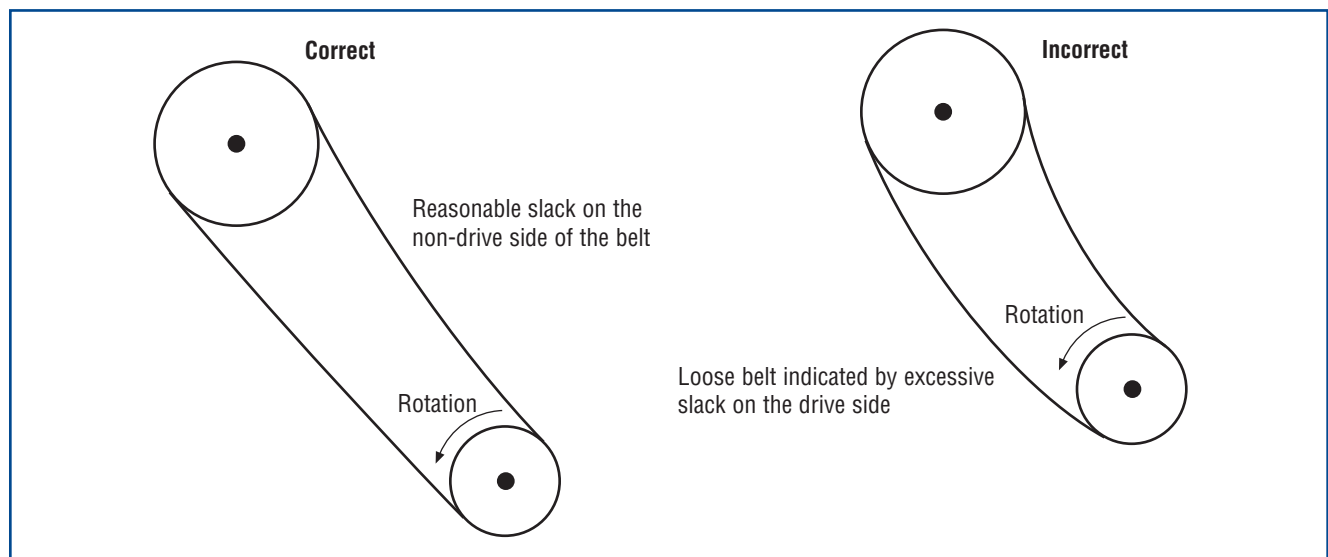 Correct
Reasonable slack on the
non-drive side of the belt
Rotation
Incorrect
Rotation
Loose belt indicated by excessive
slack on the drive side